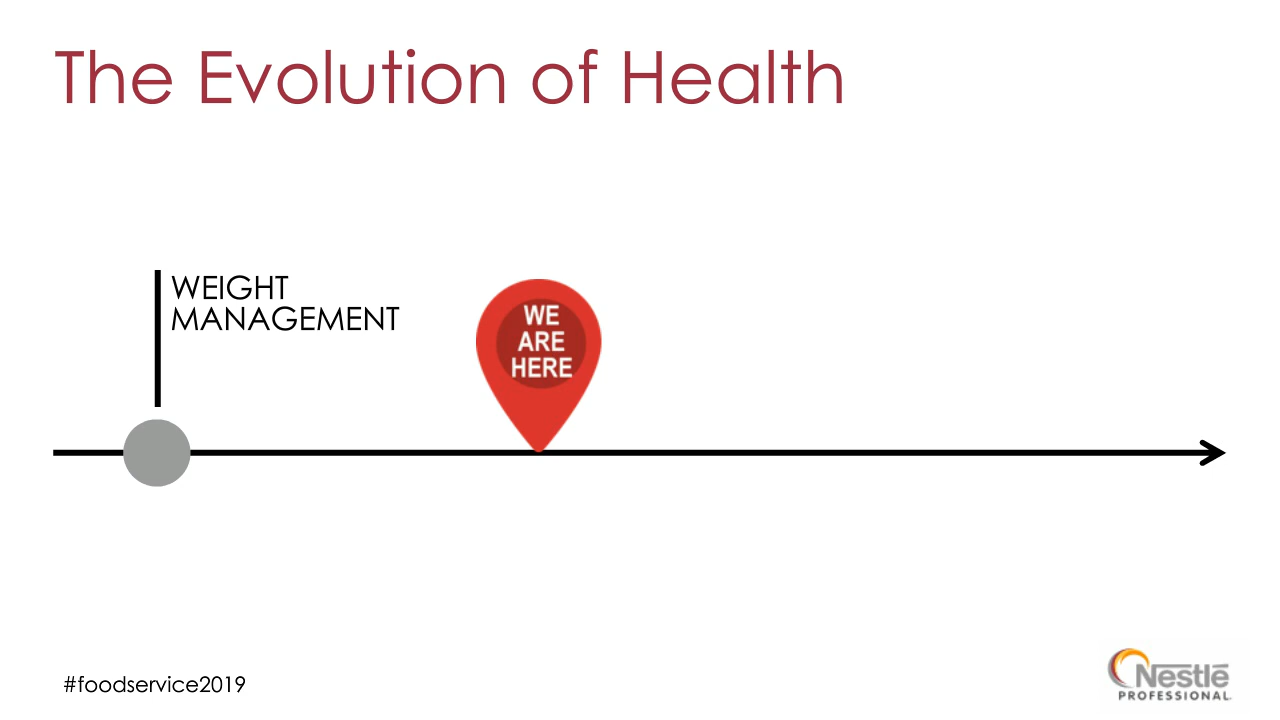 The Evolution of Health
WEIGHT
MANAGEMENT
WE
ARE
HERE
#foodservice2019
Nestlé
PROFESSIONAL